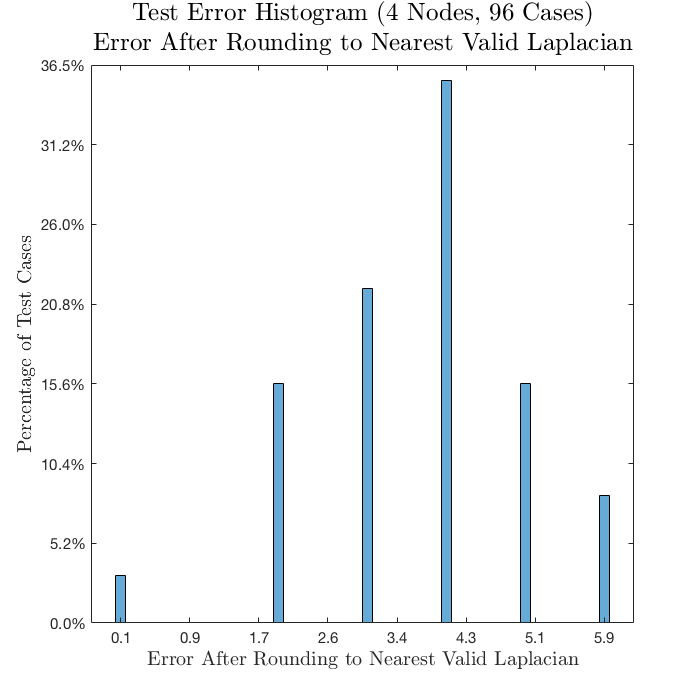 Test Error Histogram (4 Nodes, 96 Cases)
Error After Rounding to Nearest Valid Laplacian
36.5%
31.2%
26.0%
20.8%
15.6%
10.4%
5.2%
0.0%
Percentage of Test Cases
0.1 0.9 1.7 2.6 3.4 4.3 5.1 5.9
Error After Rounding to Nearest Valid Laplacian